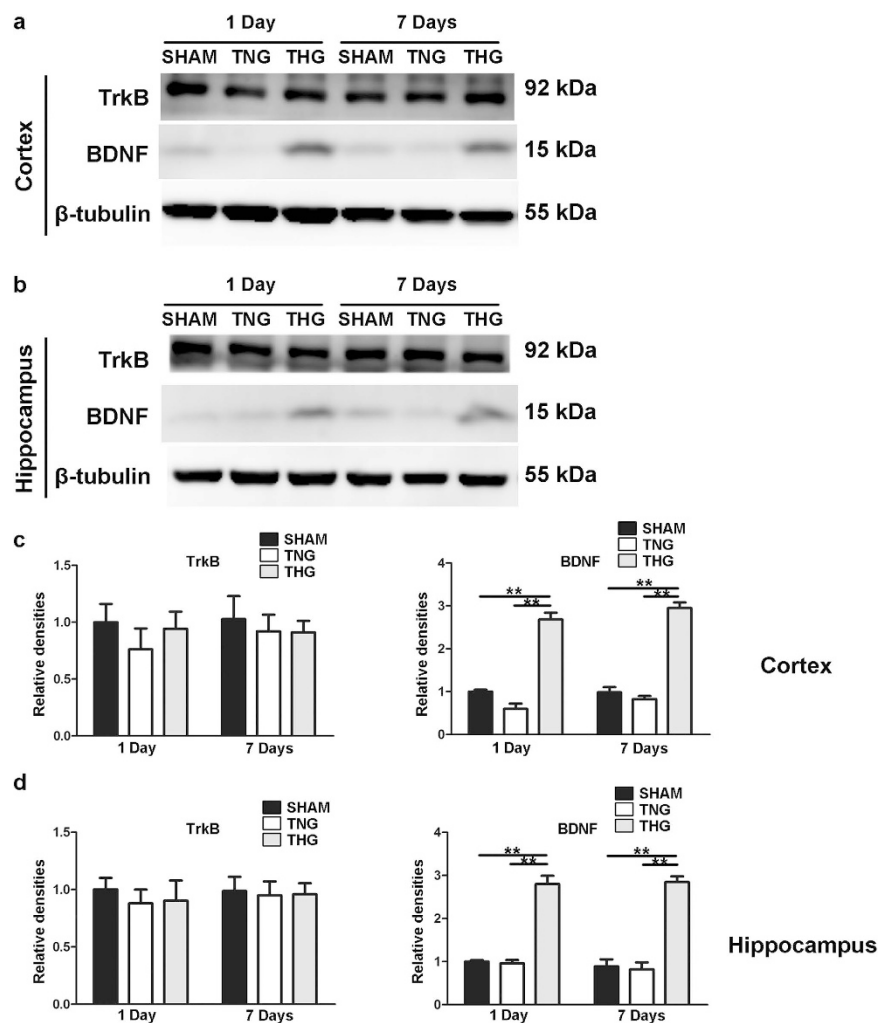 a
1 Day 7 Days
SHAM TNG THG SHAM TNG THG
Cortex
TrkB 92 kDa
BDNF 15 kDa
β-tubulin 55 kDa
b
1 Day 7 Days
SHAM TNG THG SHAM TNG THG
Hippocampus
TrkB 92 kDa
BDNF 15 kDa
β-tubulin 55 kDa
c
TrkB
SHAM
TNG
THG
Relative densities
1.5
1.0
0.5
0.0
1 Day 7 Days
BDNF
SHAM
TNG
THG
Relative densities
4
3
2
1
0
** **
** **
1 Day 7 Days
Cortex
d
TrkB
SHAM
TNG
THG
Relative densities
1.5
1.0
0.5
0.0
1 Day 7 Days
BDNF
SHAM
TNG
THG
Relative densities
4
3
2
1
0
** **
** **
1 Day 7 Days
Hippocampus